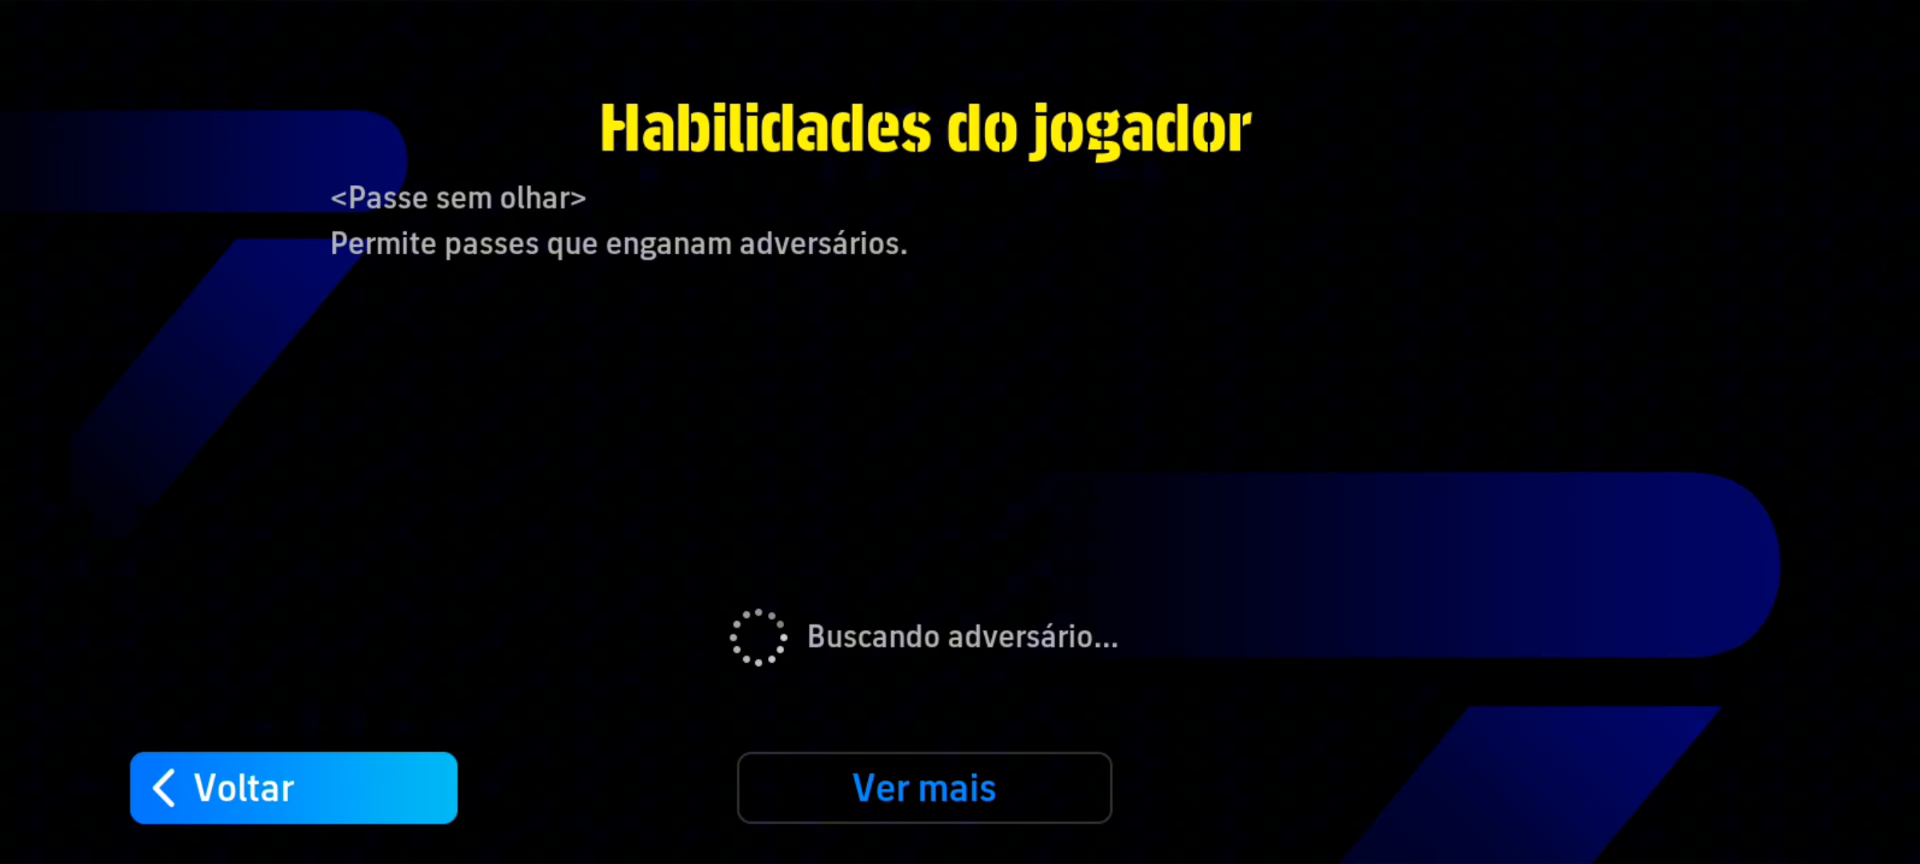 Habilidades do jogador
<Passe sem olhar>
Permite passes que enganam adversários.
Buscando adversário...
Voltar
Ver mais